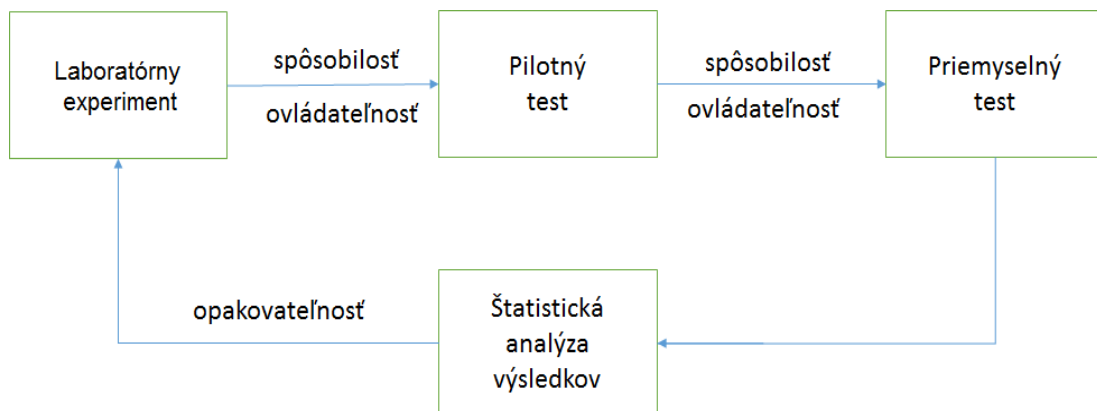 Laboratórny
experiment
spôsobilosť
ovládateľnosť
Pilotný
test
spôsobilosť
ovládateľnosť
Priemyselný
test
opakovateľnosť
Štatistická
analýza
výsledkov